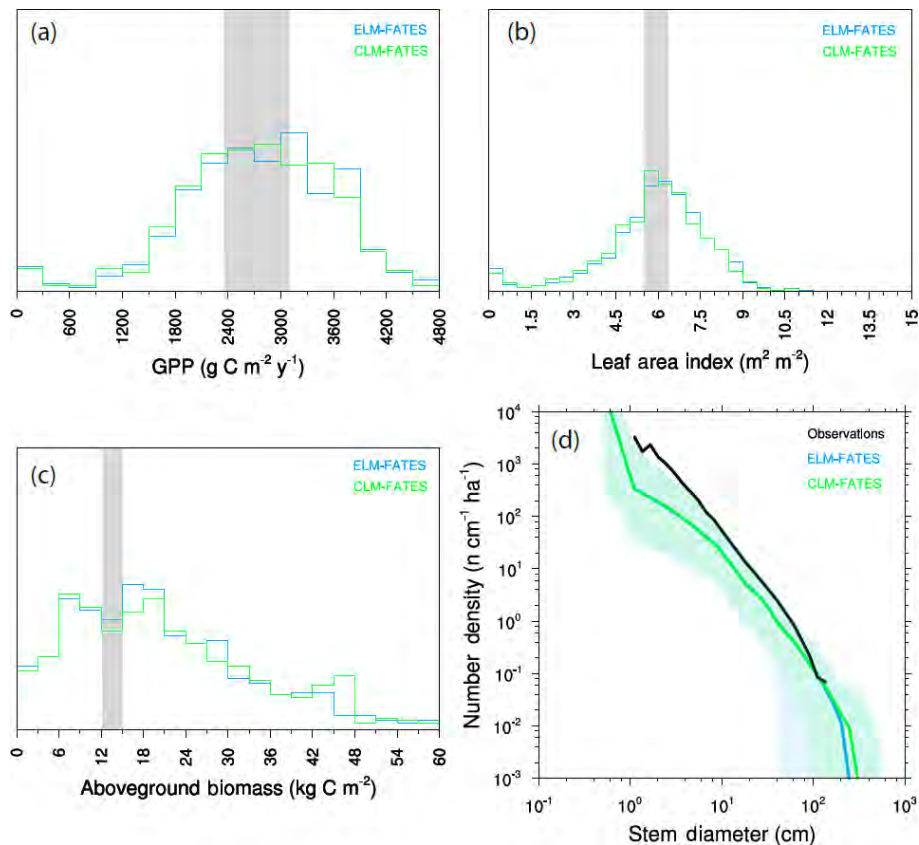 (a)
ELM-FATES
CLM-FATES
0 600 1200 1800 2400 3000 3600 4200 4800
GPP (g C m⁻² y⁻¹)
(b)
ELM-FATES
CLM-FATES
0 1.5 3 4.5 6 7.5 9 10.5 12 13.5 15
Leaf area index (m² m⁻²)
(c)
ELM-FATES
CLM-FATES
0 6 12 18 24 30 36 42 48 54 60
Aboveground biomass (kg C m⁻²)
(d)
Observations
ELM-FATES
CLM-FATES
Number density (n cm⁻¹ ha⁻¹)
10⁴
10³
10²
10¹
10⁰
10⁻¹
10⁻²
10⁻³
10⁻¹ 10⁰ 10¹ 10² 10³
Stem diameter (cm)